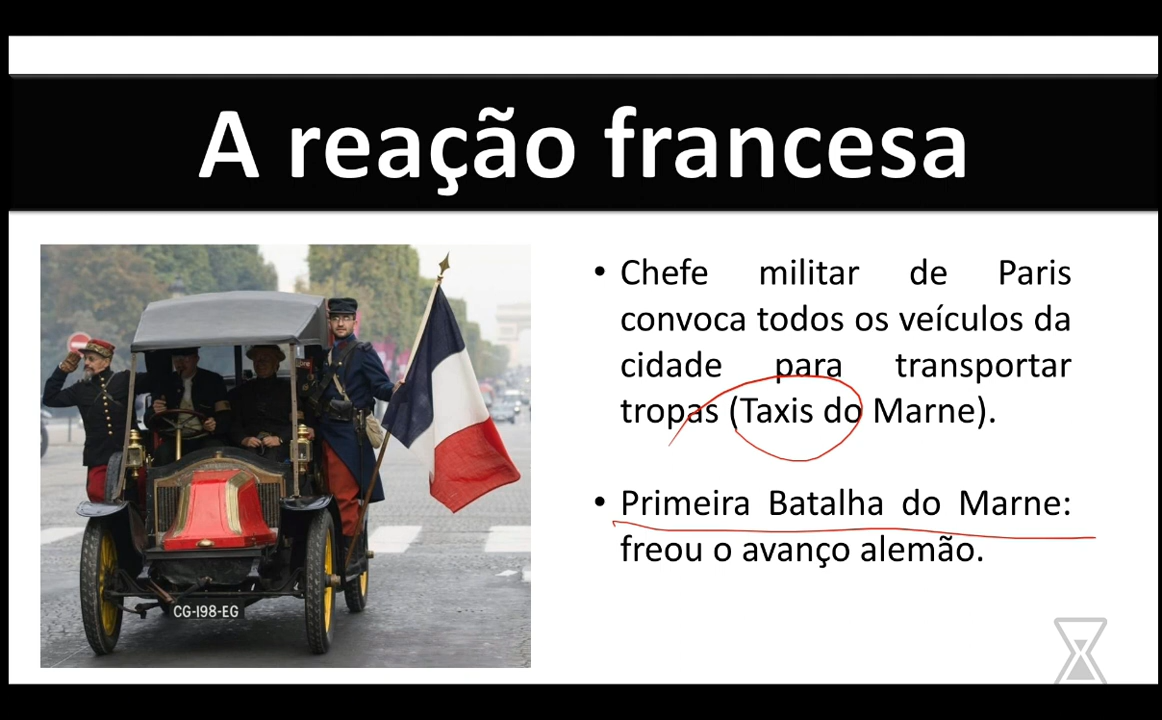 A reação francesa
• Chefe militar de Paris
convoca todos os veículos da
cidade para transportar
tropas (Taxis do Marne).
• Primeira Batalha do Marne:
freou o avanço alemão.
CG-198-EG